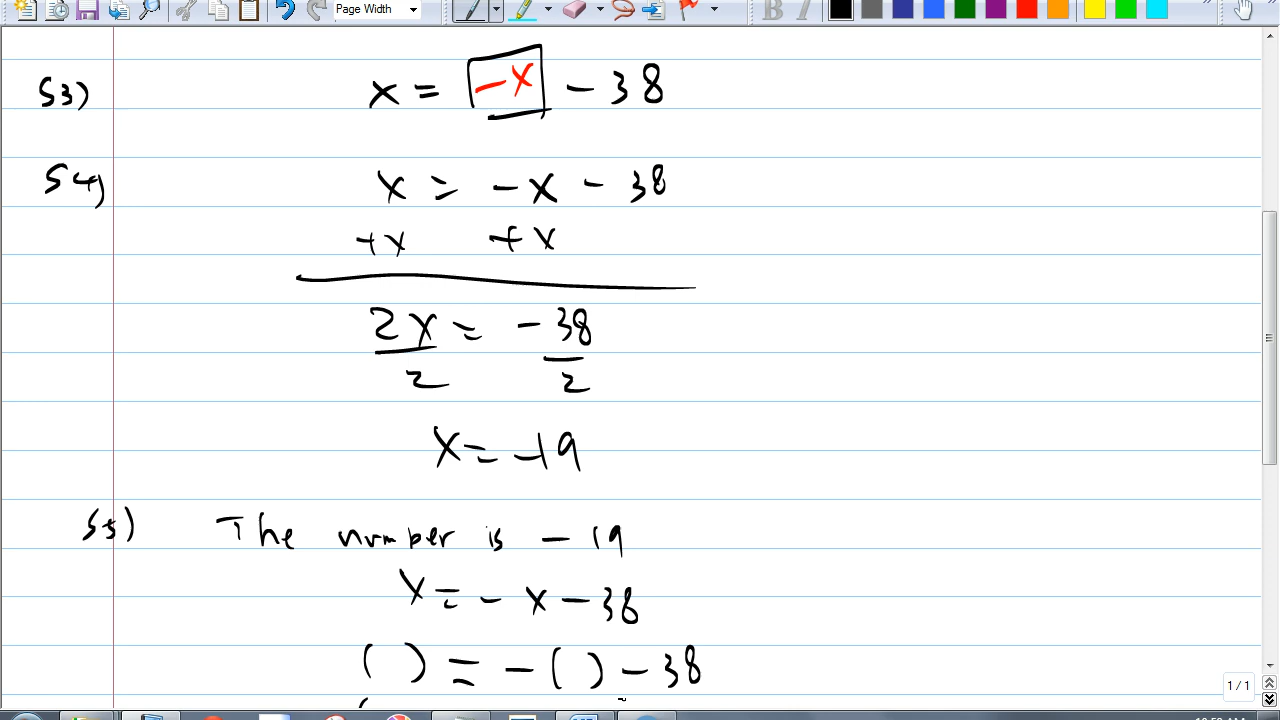 Page Width
S3) x = -x - 38
S4) x = -x - 38
+x +x
2x = -38
2 2
x = -19
S5) The number is -19
x = -x - 38
( ) = -( ) - 38
1 / 1